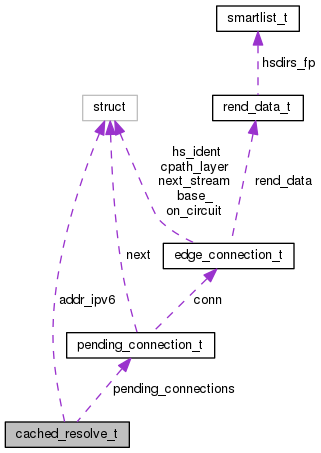 smartlist_t
hsdirs_fp
struct
rend_data_t
hs_ident
cpath_layer
next_stream
base_
on_circuit
rend_data
next
edge_connection_t
addr_ipv6
conn
pending_connection_t
pending_connections
cached_resolve_t